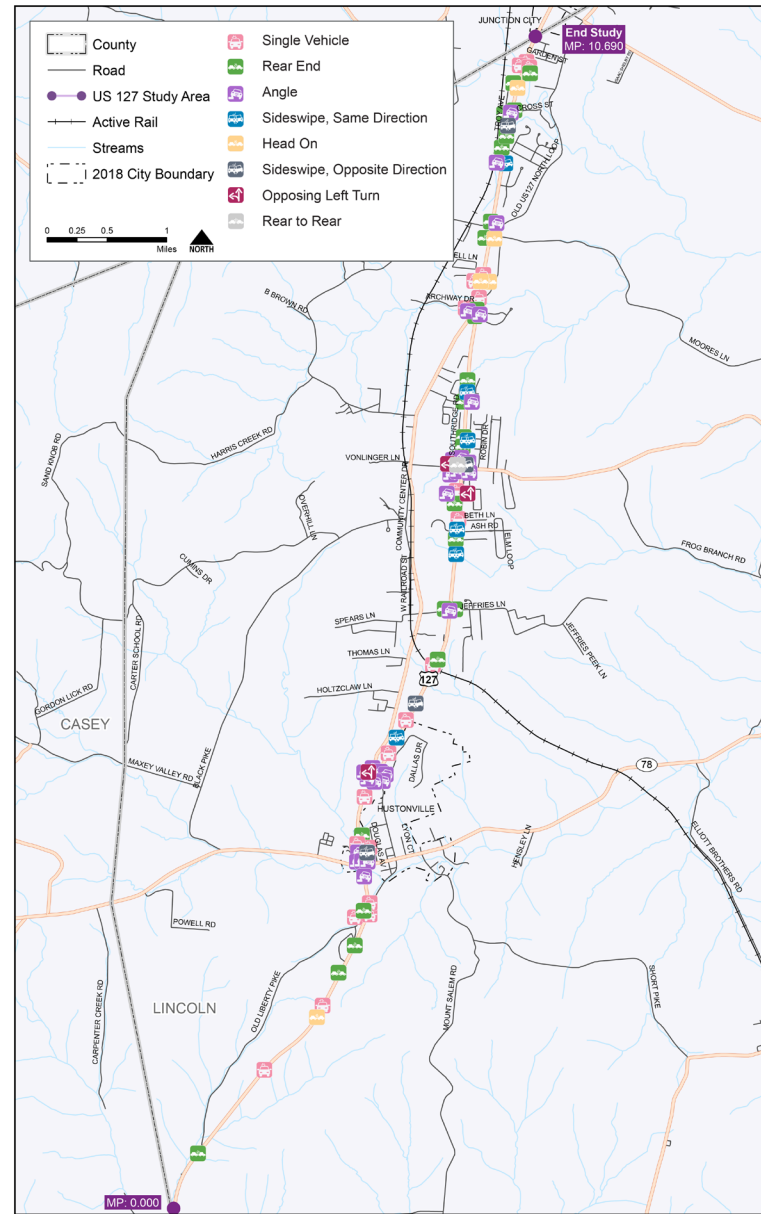 County
Road
US 127 Study Area
Active Rail
Streams
2018 City Boundary
0 0.25 0.5 1
Miles
NORTH
Single Vehicle
Rear End
Angle
Sideswipe, Same Direction
Head On
Sideswipe, Opposite Direction
Opposing Left Turn
Rear to Rear
JUNCTION CITY
End Study
MP: 10.690
GARDEN ST
TROY AVE
CROSS ST
OLD US127 NORTH LOOP
ELL LN
B BROWN RD
ARCHWAY DR
MOORES LN
SOUTHRIDGE RD
ROBIN DR
HARRIS CREEK RD
SAND KNOB RD
VONLINGER LN
COMMUNITY CENTER DR
OVERHILL LN
BETH LN
ASH RD
ELM LOOP
FROG BRANCH RD
CUMINS DR
W RAILROAD ST
CARTER SCHOOL RD
SPEARS LN
JEFFRIES LN
JEFFRIES PEEK LN
THOMAS LN
127
HOLTZCLAW LN
GORDON LICK RD
CASEY
MAXEY VALLEY RD
BLACK PIKE
DALLAS DR
78
HUSTONVILLE
DOUGLAS AV
LYON CT
HENSLEY LN
ELLIOTT BROTHERS RD
POWELL RD
CARPENTER CREEK RD
LINCOLN
OLD LIBERTY PIKE
MOUNT SALEM RD
SHORT PIKE
MP: 0.000